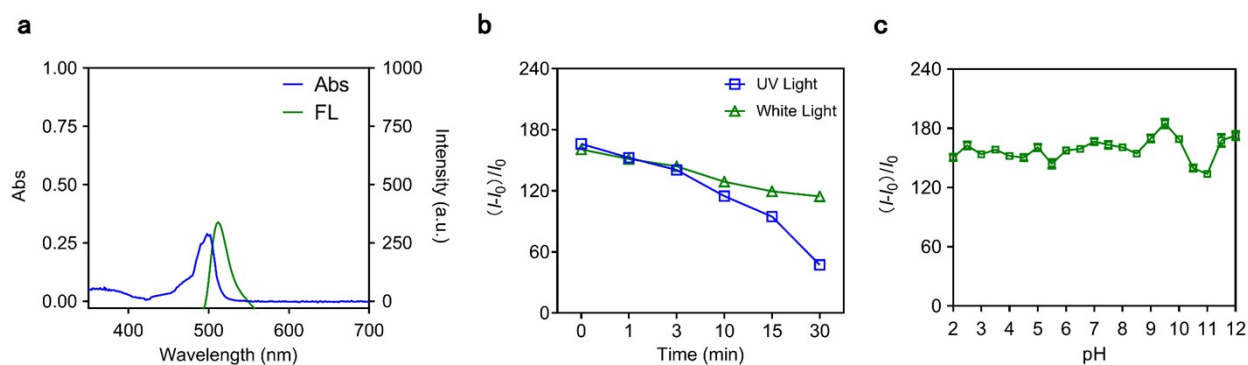 a
1.00
0.75
0.50
0.25
0.00
Abs
1000
750
500
250
0
Intensity (a.u.)
Abs
FL
400 500 600 700
Wavelength (nm)
b
240
180
120
60
0
(I-I0)/I0
UV Light
White Light
0 1 3 10 15 30
Time (min)
c
240
180
120
60
0
(I-I0)/I0
2 3 4 5 6 7 8 9 10 11 12
pH